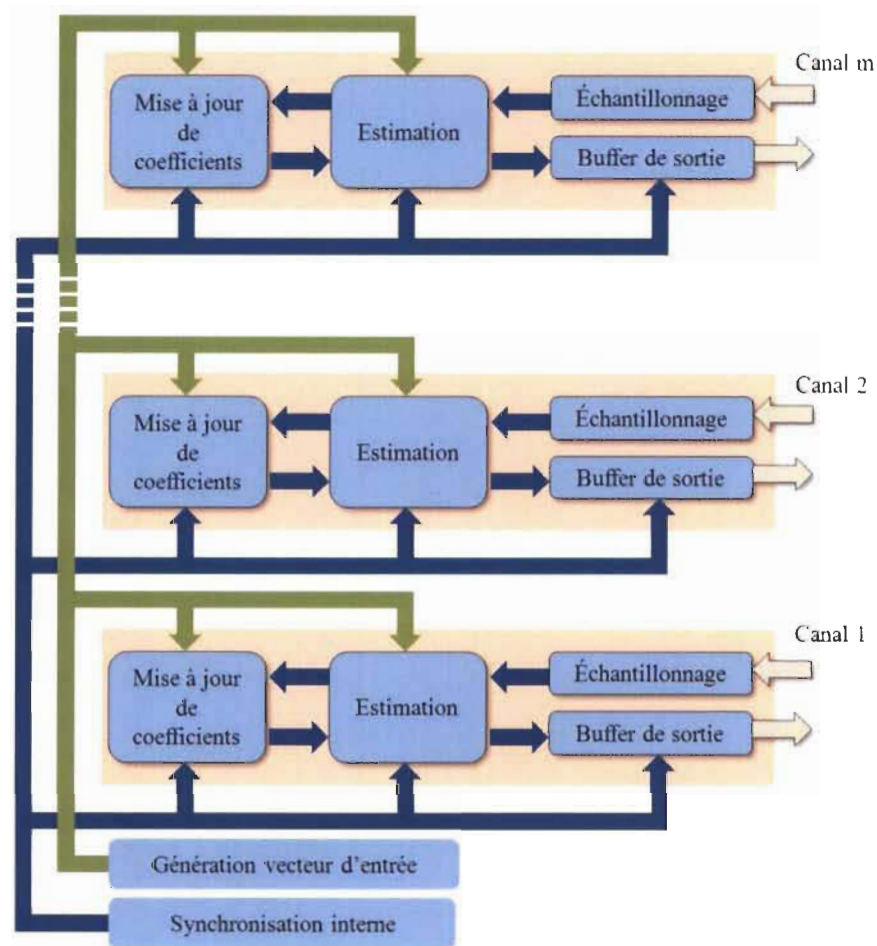 Canal m
Mise à jour
de
coefficients
Estimation
Échantillonnage
Buffer de sortie
Canal 2
Mise à jour
de
coefficients
Estimation
Échantillonnage
Buffer de sortie
Canal 1
Mise à jour
de
coefficients
Estimation
Échantillonnage
Buffer de sortie
Génération vecteur d'entrée
Synchronisation interne